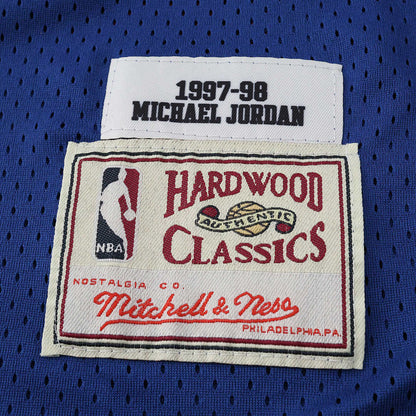 1997-98
MICHAEL JORDAN
HARDWOOD
AUTHENTIC
CLASSICS
NBA
NOSTALGIA CO.
Mitchell & Ness
PHILADELPHIA, PA.